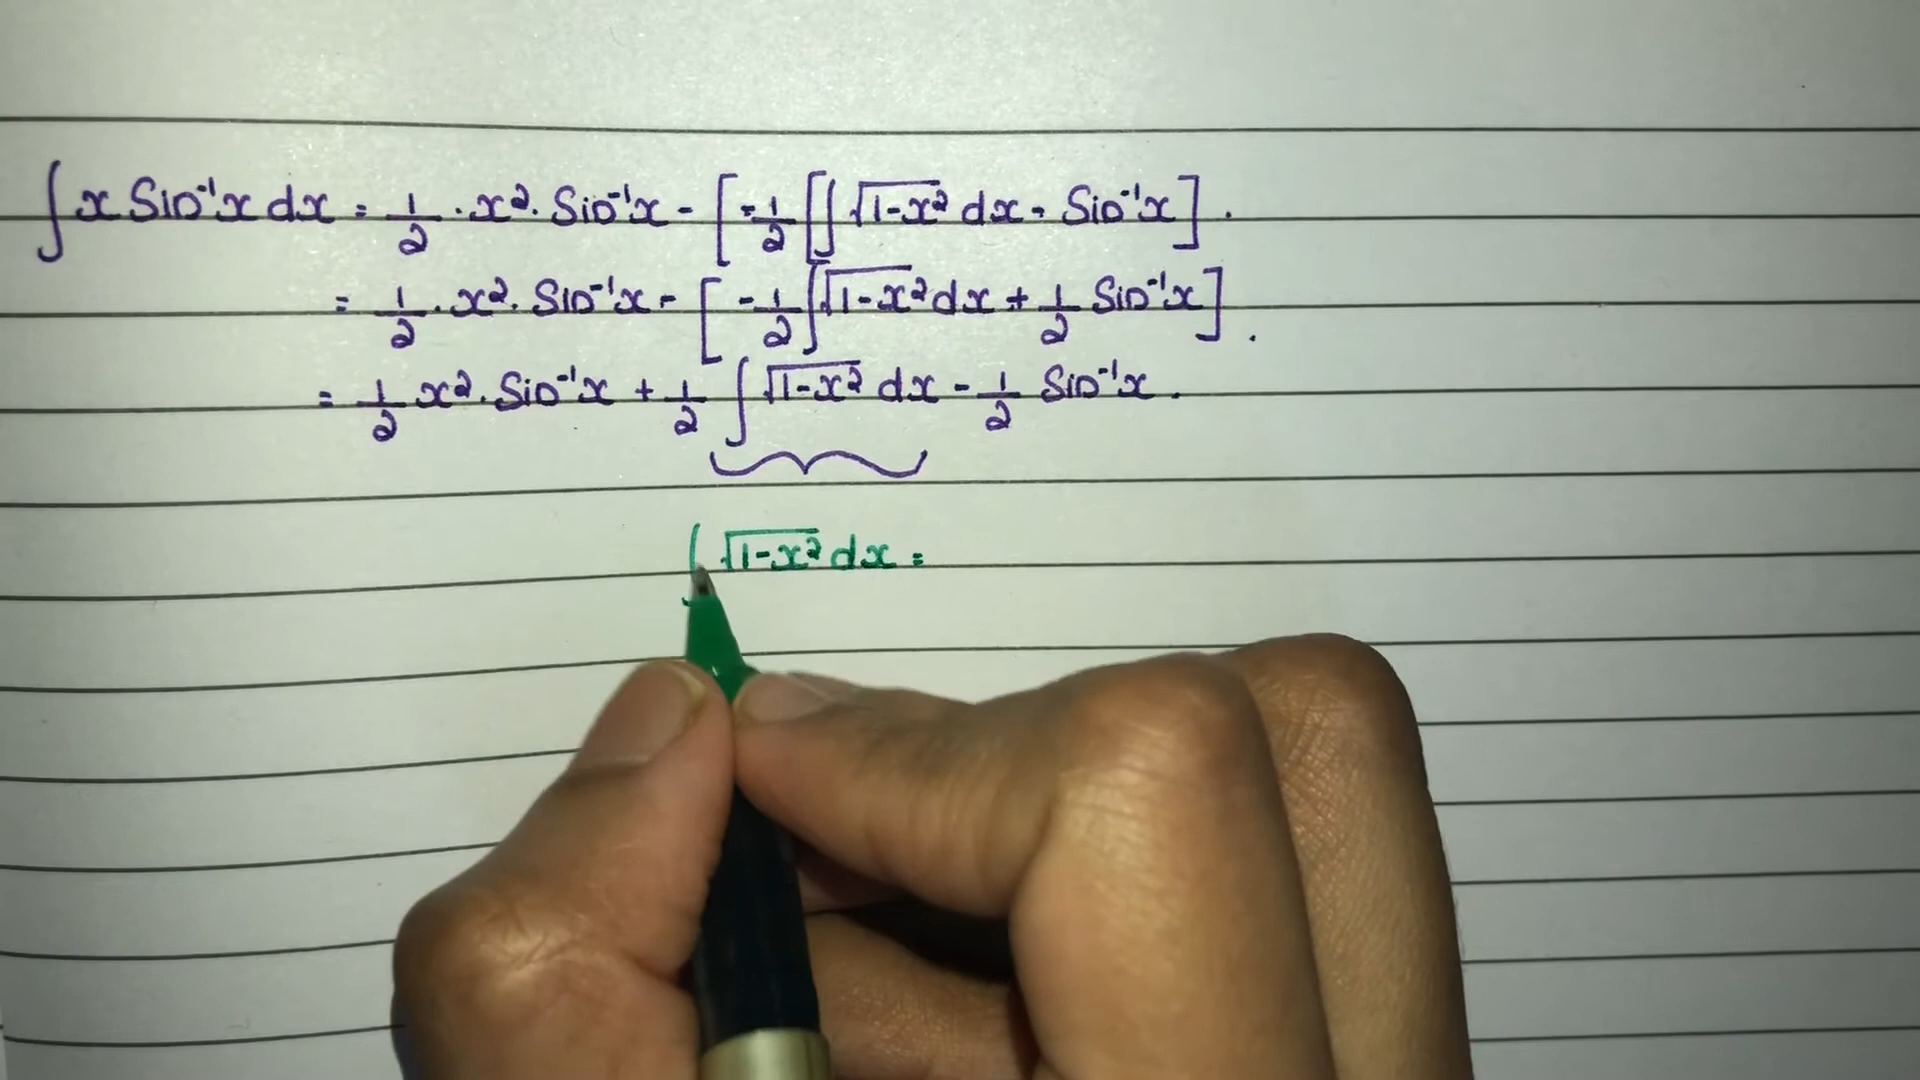 ∫ x Sin⁻¹x dx = 1/2 · x² · Sin⁻¹x - [ -1/2 [ ∫ √(1-x²) dx - Sin⁻¹x ] .
= 1/2 · x² · Sin⁻¹x - [ -1/2 ∫ √(1-x²) dx + 1/2 Sin⁻¹x ] .
= 1/2 x² · Sin⁻¹x + 1/2 ∫ √(1-x²) dx - 1/2 Sin⁻¹x .
∫ √(1-x²) dx =